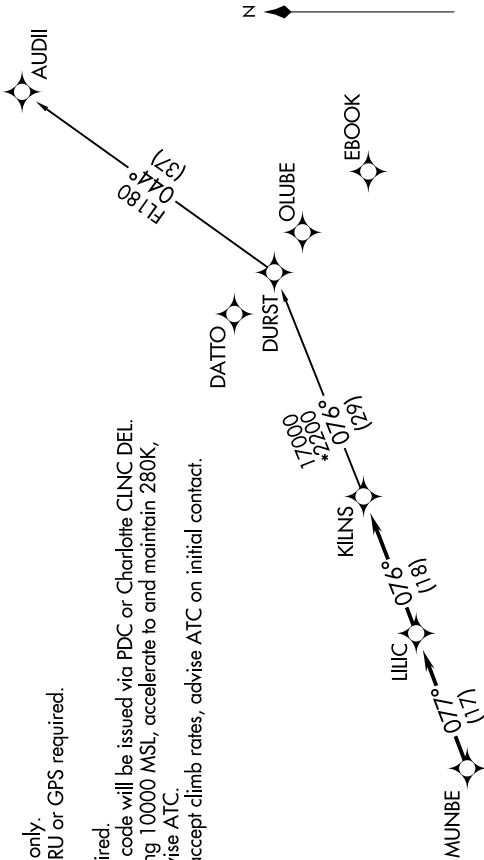 only.
RU or GPS required.
ired.
code will be issued via PDC or Charlotte CLNC DEL.
ng 10000 MSL, accelerate to and maintain 280K,
vise ATC.
accept climb rates, advise ATC on initial contact.
AUDII
FL180
044°
(37)
N
DATTO
DURST
OLUBE
EBOOK
17000
*2200
076°
(29)
KILNS
076°
(18)
LILIC
077°
(17)
MUNBE